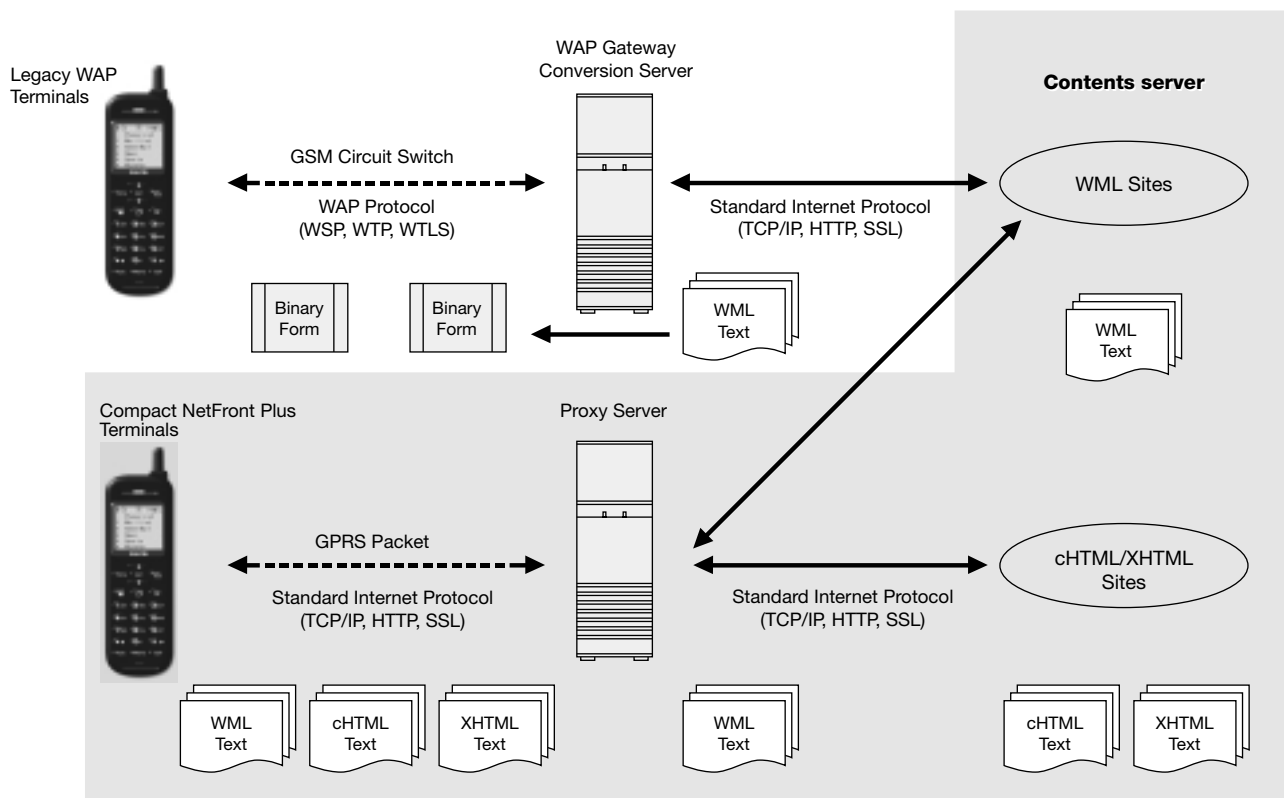 WAP Gateway
Conversion Server
Legacy WAP
Terminals
Contents server
GSM Circuit Switch
WAP Protocol
(WSP, WTP, WTLS)
Standard Internet Protocol
(TCP/IP, HTTP, SSL)
WML Sites
Binary
Form
Binary
Form
WML
Text
WML
Text
Compact NetFront Plus
Terminals
Proxy Server
GPRS Packet
Standard Internet Protocol
(TCP/IP, HTTP, SSL)
Standard Internet Protocol
(TCP/IP, HTTP, SSL)
cHTML/XHTML
Sites
WML
Text
cHTML
Text
XHTML
Text
WML
Text
cHTML
Text
XHTML
Text